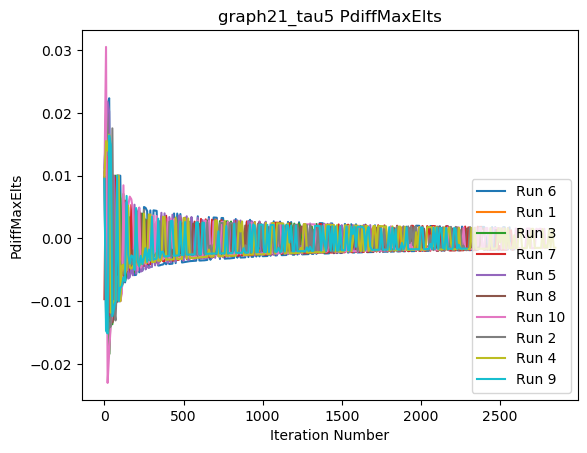 graph21_tau5 PdiffMaxElts
PdiffMaxElts
0.03
0.02
0.01
0.00
−0.01
−0.02
0
500
1000
1500
2000
2500
Iteration Number
Run 6
Run 1
Run 3
Run 7
Run 5
Run 8
Run 10
Run 2
Run 4
Run 9